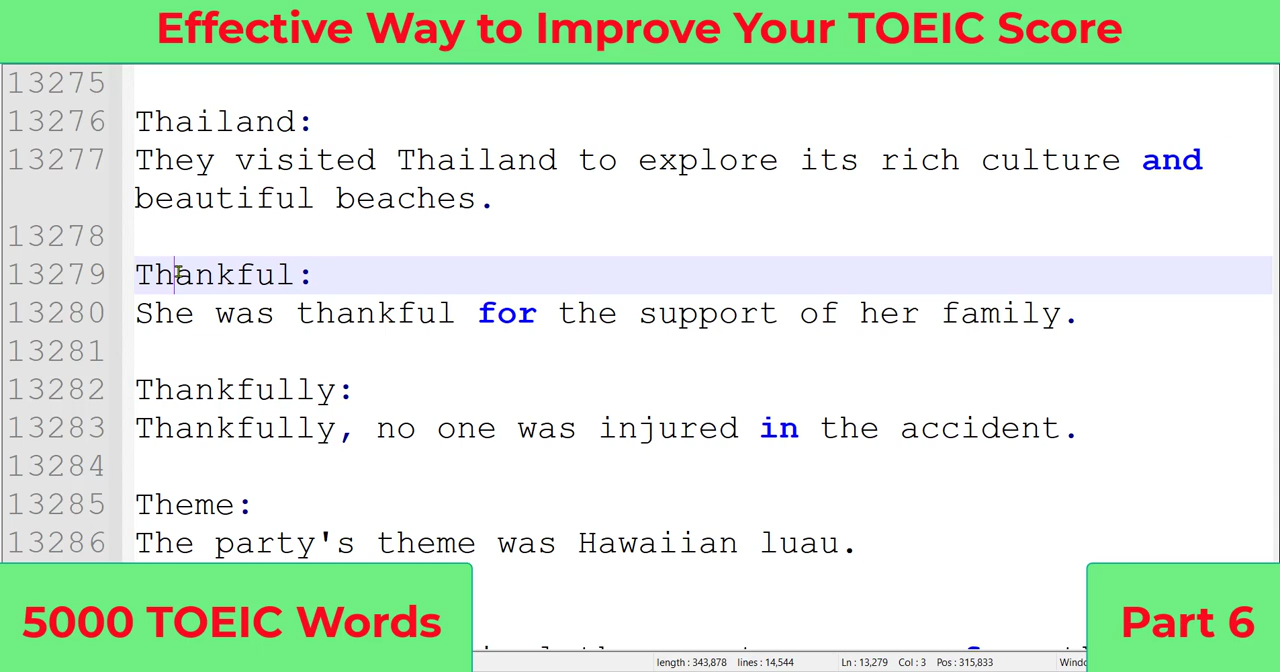 Effective Way to Improve Your TOEIC Score
13275
13276 Thailand:
13277 They visited Thailand to explore its rich culture and
beautiful beaches.
13278
13279 Thankful:
13280 She was thankful for the support of her family.
13281
13282 Thankfully:
13283 Thankfully, no one was injured in the accident.
13284
13285 Theme:
13286 The party's theme was Hawaiian luau.
5000 TOEIC Words
Part 6
length : 343,878 lines : 14,544 Ln : 13,279 Col : 3 Pos : 315,833